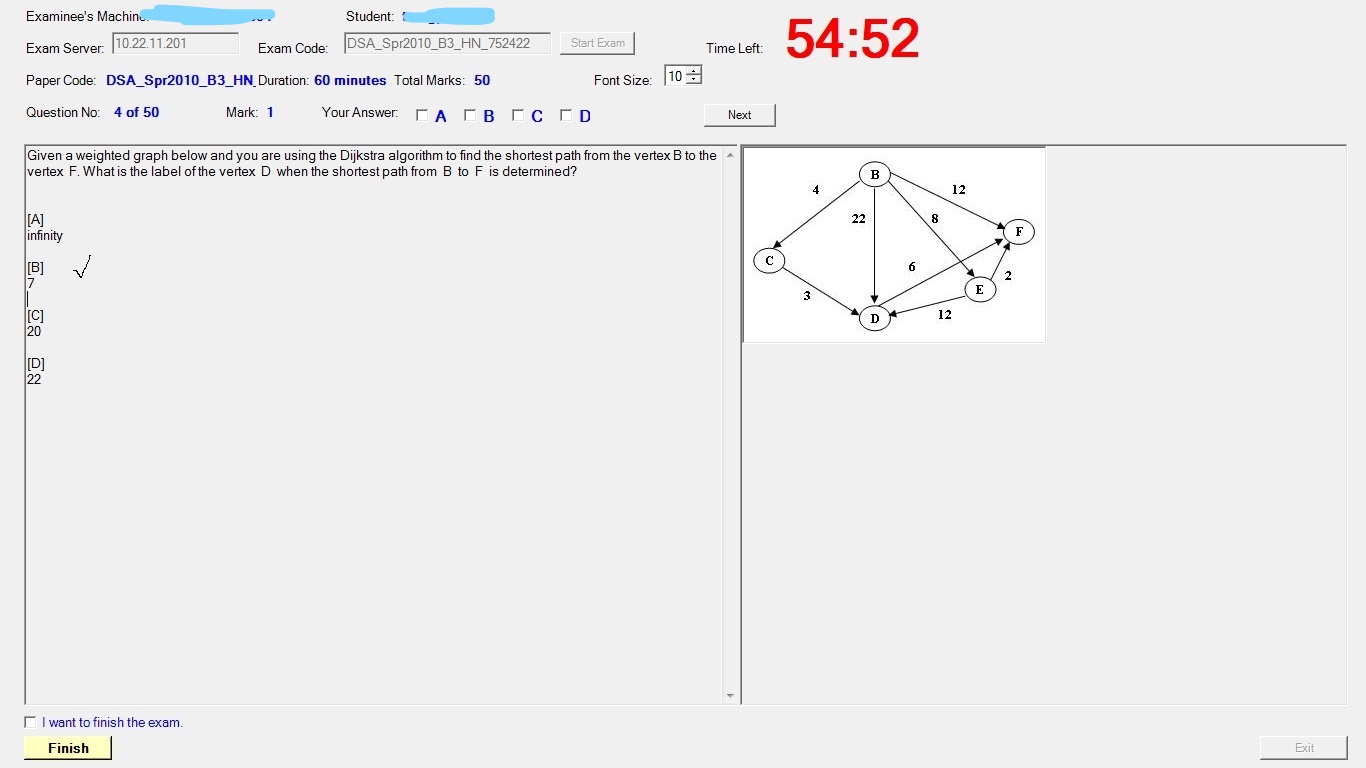 Examinee's Machine: Student:
Exam Server: 10.22.11.201 Exam Code: DSA_Spr2010_B3_HN_752422 Start Exam Time Left: 54:52
Paper Code: DSA_Spr2010_B3_HN_ Duration: 60 minutes Total Marks: 50 Font Size: 10
Question No: 4 of 50 Mark: 1 Your Answer: A B C D Next
Given a weighted graph below and you are using the Dijkstra algorithm to find the shortest path from the vertex B to the
vertex F. What is the label of the vertex D when the shortest path from B to F is determined?
[A]
infinity
[B]
7
[C]
20
[D]
22
B
4
12
22
8
F
C
6
2
E
3
12
D
I want to finish the exam.
Finish
Exit